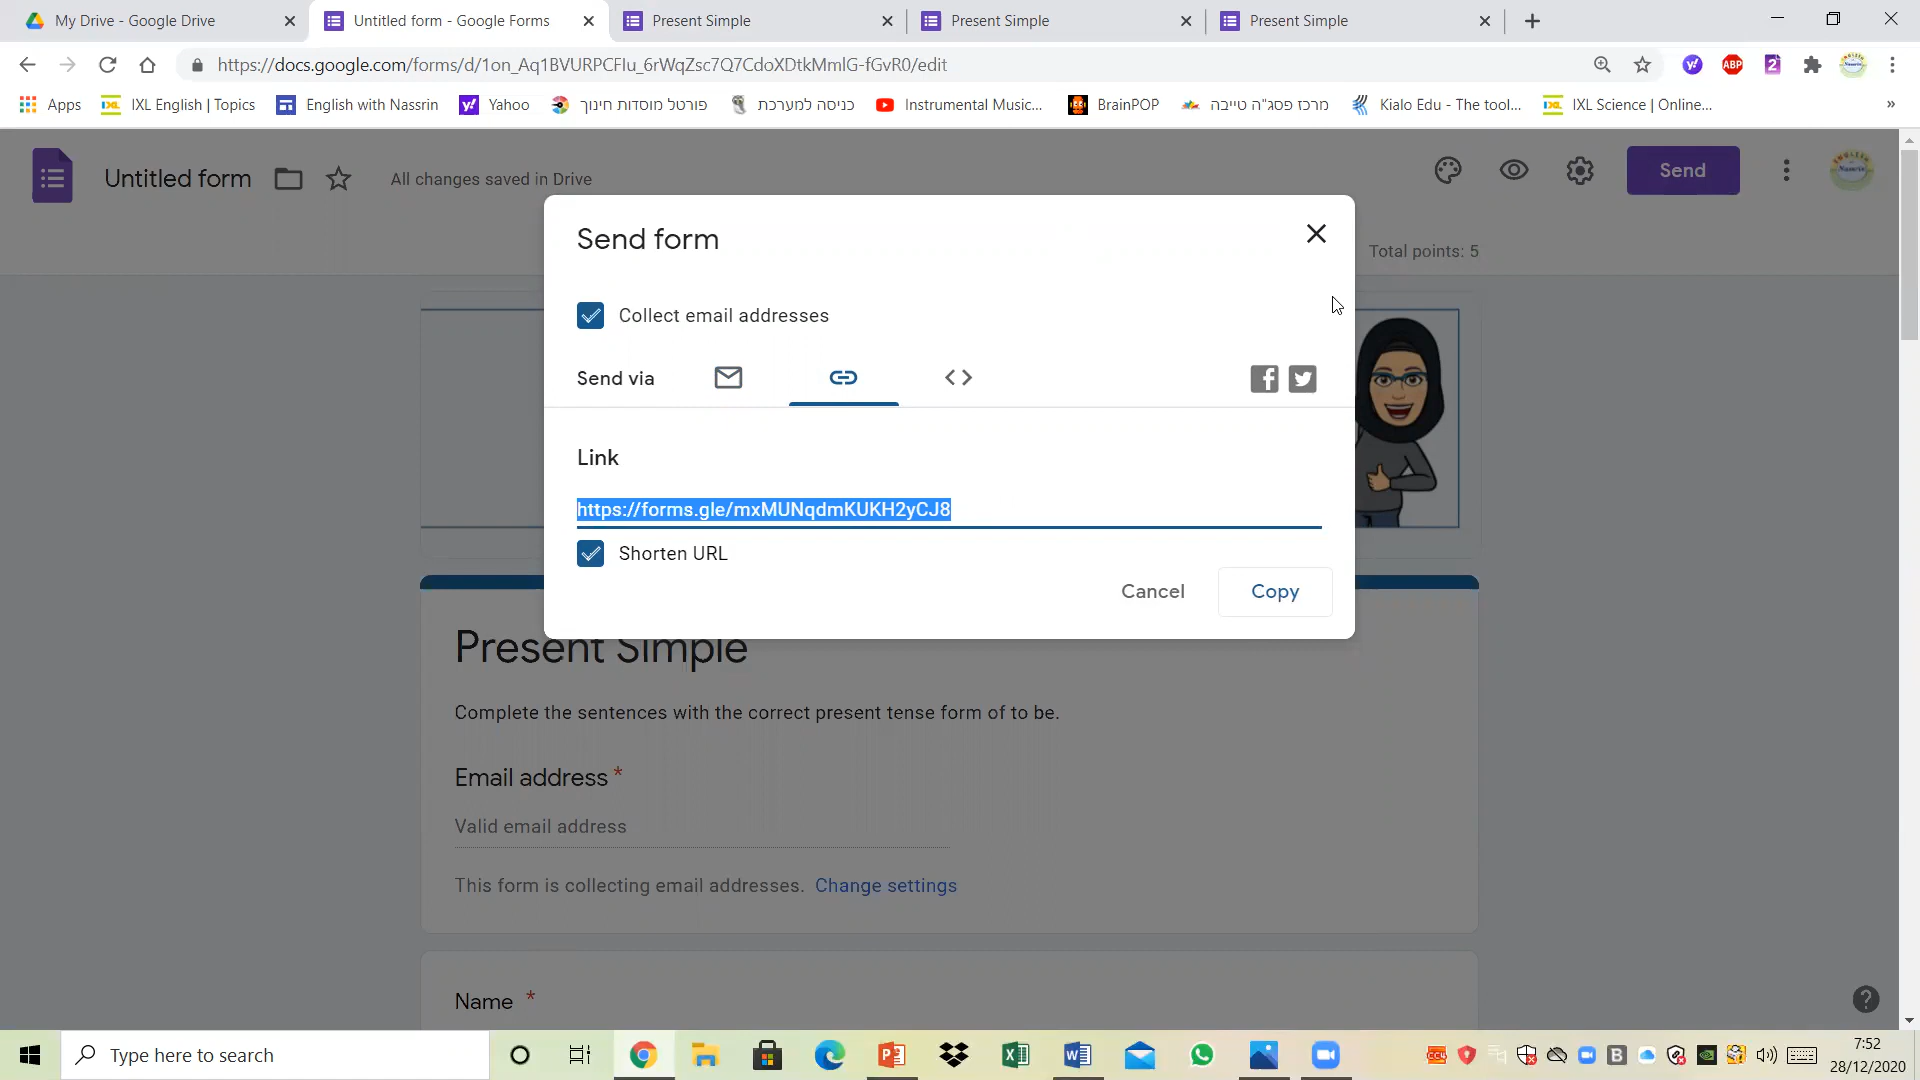 My Drive - Google Drive
Untitled form - Google Forms
Present Simple
Present Simple
Present Simple
https://docs.google.com/forms/d/1on_Aq1BVURPCFIu_6rWqZsc7Q7CdoXDtkMmlG-fGvR0/edit
Apps
IXL English | Topics
English with Nassrin
Yahoo
פורטל מוסדות חינוך
כניסה למערכת
Instrumental Music...
BrainPOP
מרכז פסג"ה טייבה
Kialo Edu - The tool...
IXL Science | Online...
»
Untitled form
All changes saved in Drive
Send
Total points: 5
Send form
Collect email addresses
Send via
Link
https://forms.gle/mxMUNqdmKUKH2yCJ8
Shorten URL
Cancel
Copy
Present Simple
Complete the sentences with the correct present tense form of to be.
Email address *
Valid email address
This form is collecting email addresses. Change settings
Name *
Type here to search
7:52
28/12/2020